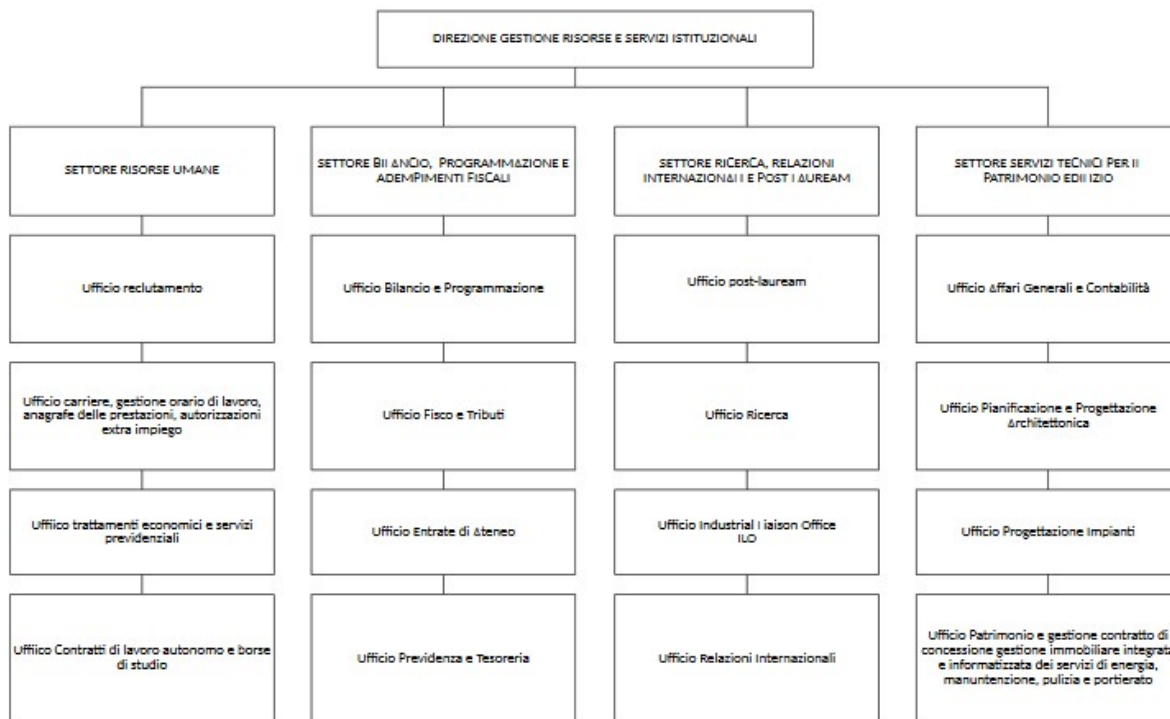 DIREZIONE GESTIONE RISORSE E SERVIZI ISTITUZIONALI
SETTORE RISORSE UMANE
SETTORE BILANCIO, PROGRAMMAZIONE E
ADEMPIMENTI FISCALI
SETTORE RICERCA, RELAZIONI
INTERNAZIONALI E POST LAUREAM
SETTORE SERVIZI TECNICI PER IL
PATRIMONIO EDILIZIO
Ufficio reclutamento
Ufficio Bilancio e Programmazione
Ufficio post-lauream
Ufficio Affari Generali e Contabilità
Ufficio carriere, gestione orario di lavoro,
anagrafe delle prestazioni, autorizzazioni
extra impiego
Ufficio Fisco e Tributi
Ufficio Ricerca
Ufficio Pianificazione e Progettazione
Architettonica
Uffiico trattamenti economici e servizi
previdenziali
Ufficio Entrate di Ateneo
Ufficio Industrial Liaison Office
ILO
Ufficio Progettazione Impianti
Uffiico Contratti di lavoro autonomo e borse
di studio
Ufficio Previdenza e Tesoreria
Ufficio Relazioni Internazionali
Ufficio Patrimonio e gestione contratto di
concessione gestione immobiliare integrata
e informatizzata dei servizi di energia,
manuntenzione, pulizia e portierato